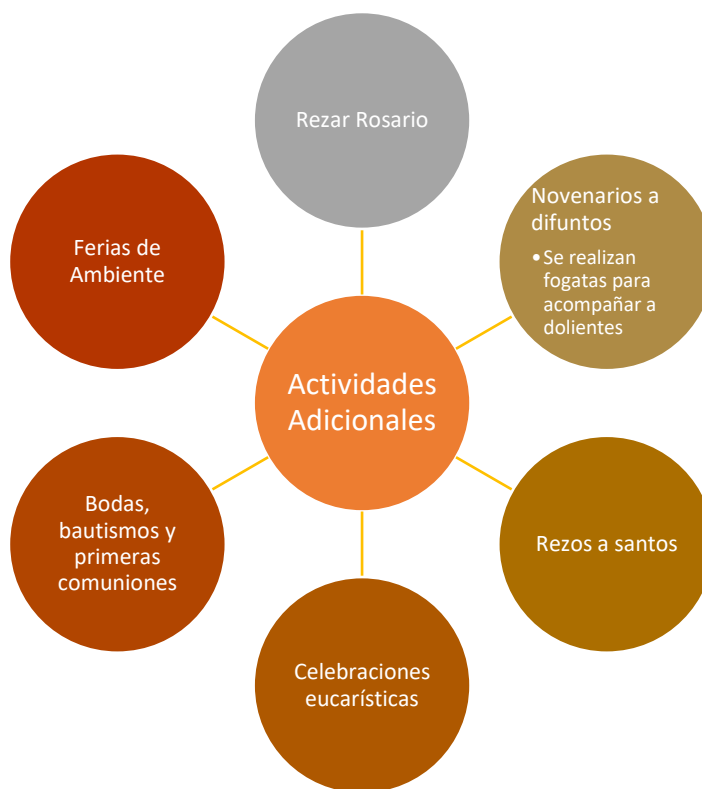 Rezar Rosario
Novenarios a
difuntos
•Se realizan
fogatas para
acompañar a
dolientes
Rezos a santos
Celebraciones
eucarísticas
Bodas,
bautismos y
primeras
comuniones
Ferias de
Ambiente
Actividades
Adicionales